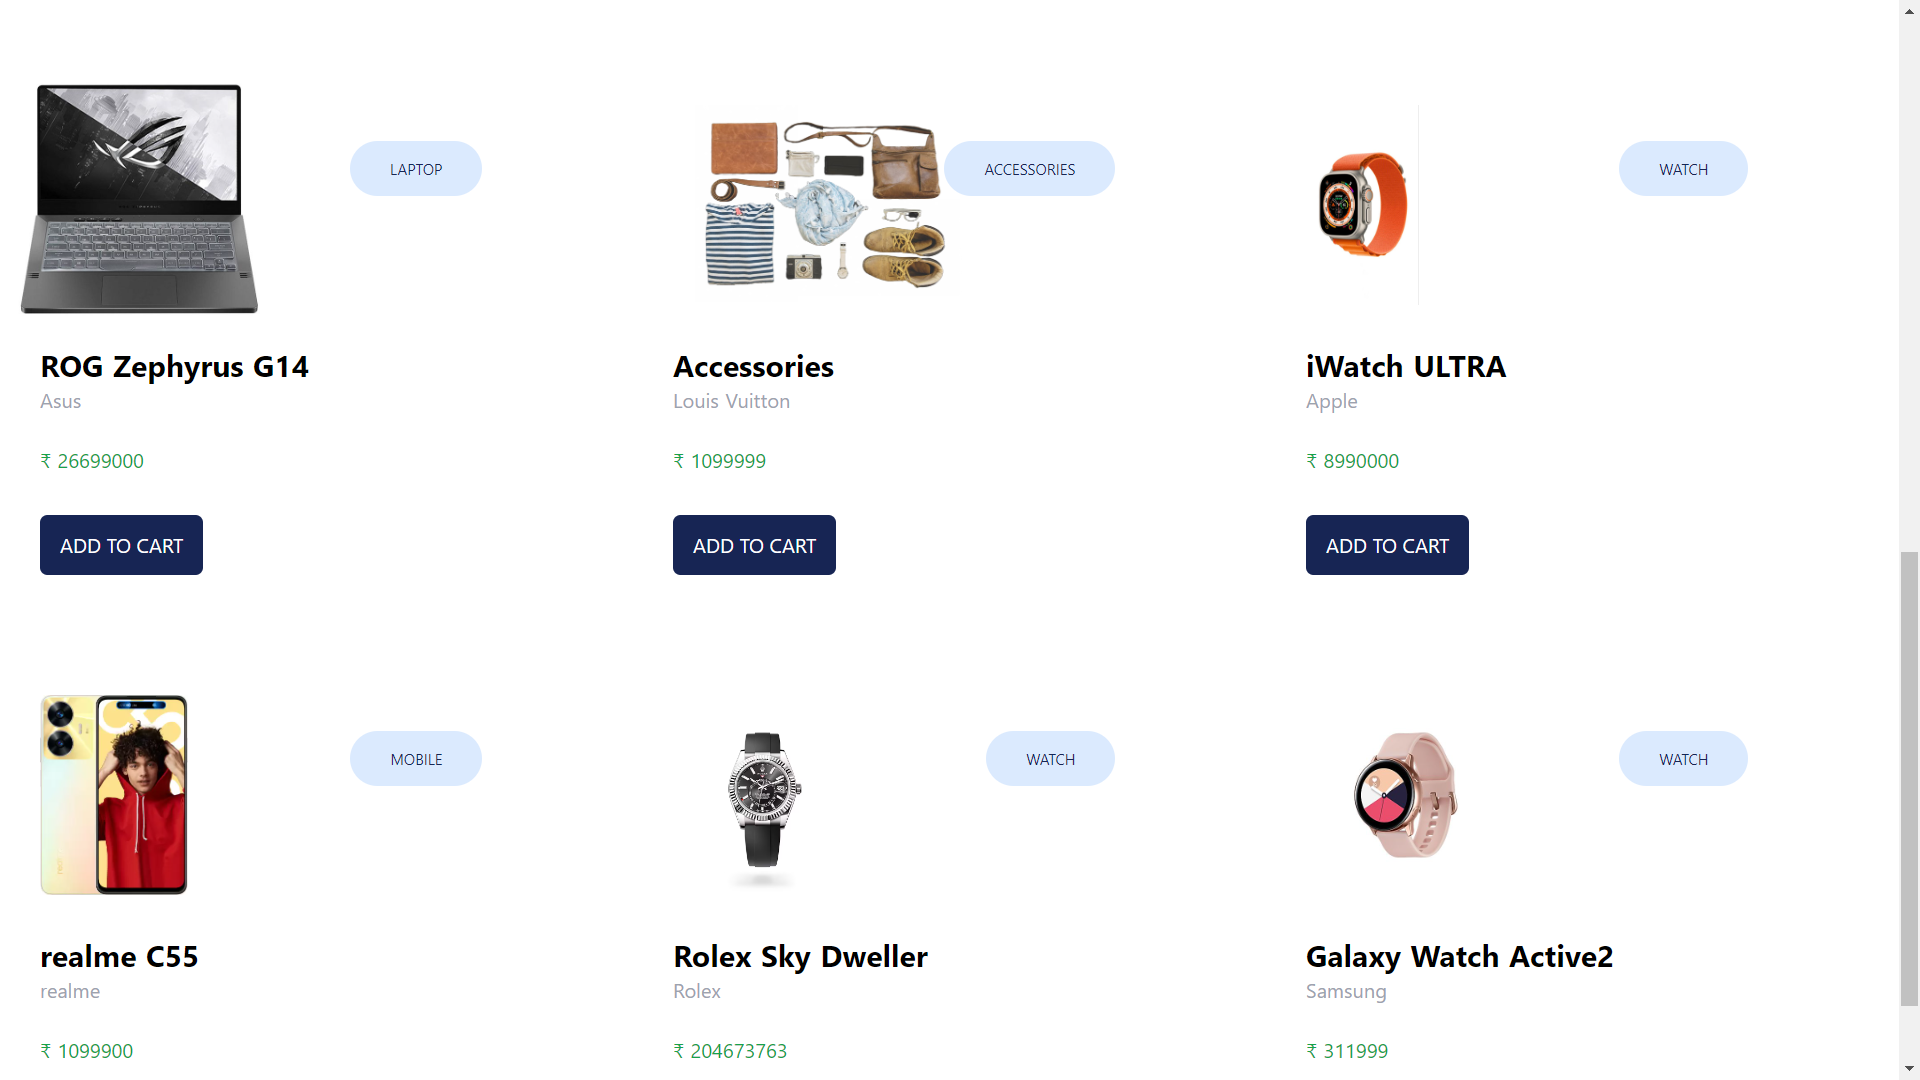 LAPTOP
ACCESSORIES
WATCH
ROG Zephyrus G14
Asus
₹ 26699000
ADD TO CART
Accessories
Louis Vuitton
₹ 1099999
ADD TO CART
iWatch ULTRA
Apple
₹ 8990000
ADD TO CART
MOBILE
WATCH
WATCH
realme C55
realme
₹ 1099900
Rolex Sky Dweller
Rolex
₹ 204673763
Galaxy Watch Active2
Samsung
₹ 311999